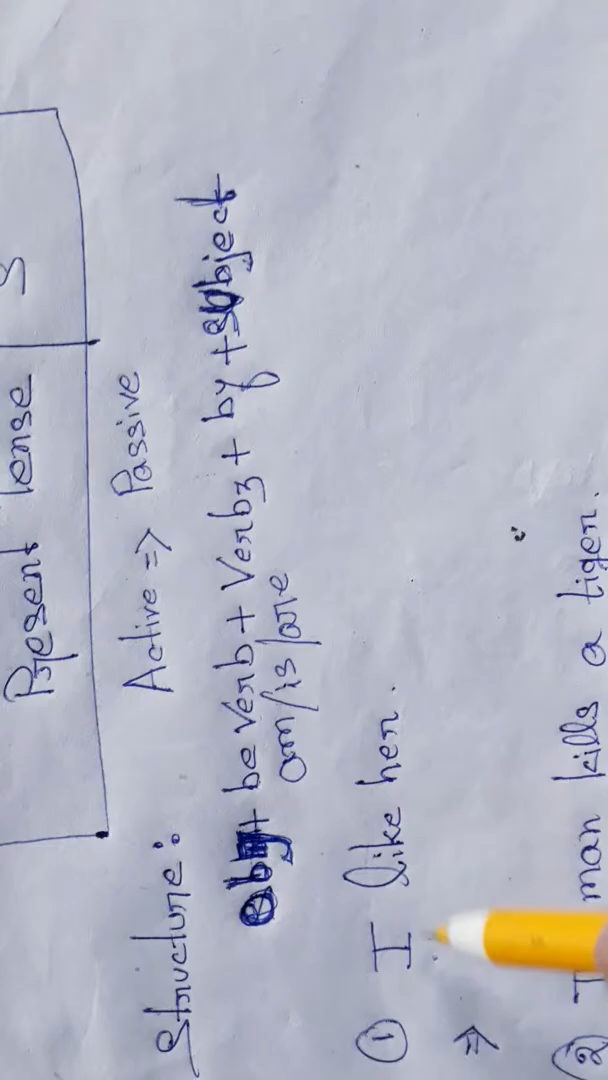 Present Tense S
Active => Passive
Structure:
obj + be verb + Verb3 + by + subject
am/is/are
① I like her.
=>
② man kills a tiger.